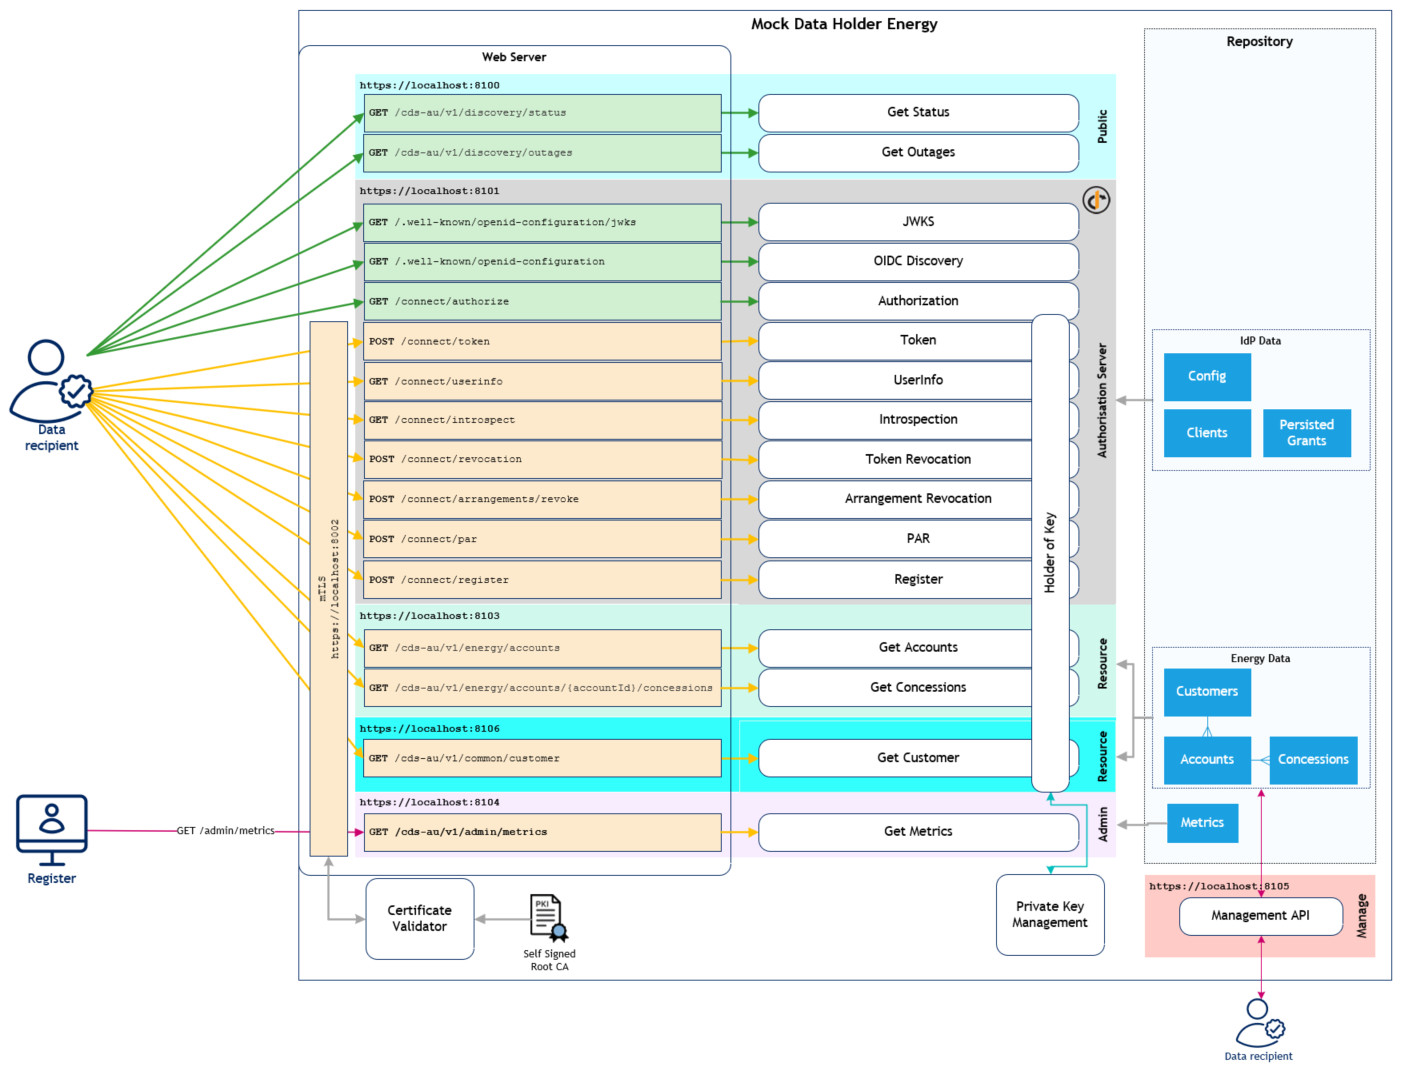 Mock Data Holder Energy
Web Server
Repository
https://localhost:8100
GET /cds-au/v1/discovery/status
Get Status
GET /cds-au/v1/discovery/outages
Get Outages
Public
https://localhost:8101
GET /.well-known/openid-configuration/jwks
JWKS
GET /.well-known/openid-configuration
OIDC Discovery
GET /connect/authorize
Authorization
POST /connect/token
Token
GET /connect/userinfo
UserInfo
GET /connect/introspect
Introspection
POST /connect/revocation
Token Revocation
POST /connect/arrangements/revoke
Arrangement Revocation
POST /connect/par
PAR
POST /connect/register
Register
Authorisation Server
Holder of Key
mTLS
https://localhost:8002
Data
recipient
IdP Data
Config
Clients
Persisted
Grants
https://localhost:8103
GET /cds-au/v1/energy/accounts
Get Accounts
GET /cds-au/v1/energy/accounts/{accountId}/concessions
Get Concessions
Resource
Energy Data
Customers
Accounts
Concessions
https://localhost:8106
GET /cds-au/v1/common/customer
Get Customer
Resource
https://localhost:8104
GET /admin/metrics
GET /cds-au/v1/admin/metrics
Get Metrics
Admin
Metrics
Register
Certificate
Validator
PKI
Self Signed
Root CA
Private Key
Management
https://localhost:8105
Management API
Manage
Data recipient